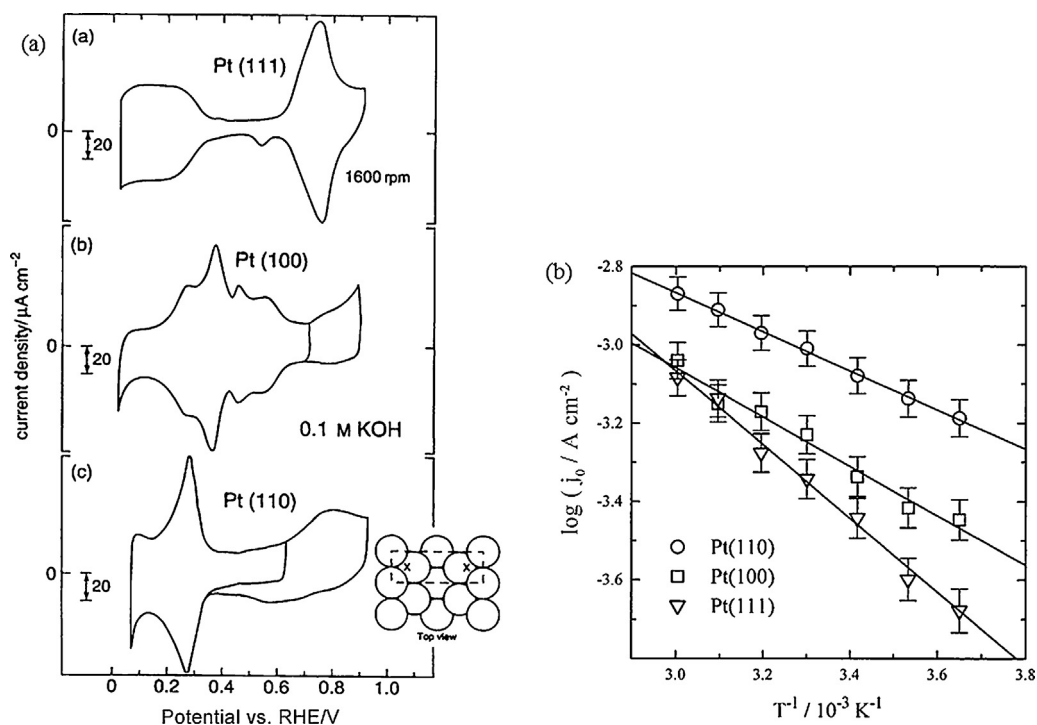 (a)
(a)
Pt (111)
0
20
1600 rpm
(b)
Pt (100)
0
20
0.1 M KOH
(c)
Pt (110)
0
20
Top view
x
x
0 0.2 0.4 0.6 0.8 1.0
Potential vs. RHE/V
current density/μA cm⁻²
(b)
-2.8
-3.0
-3.2
-3.4
-3.6
log ( j₀ / A cm⁻²)
Pt(110)
Pt(100)
Pt(111)
3.0 3.2 3.4 3.6 3.8
T⁻¹ / 10⁻³ K⁻¹